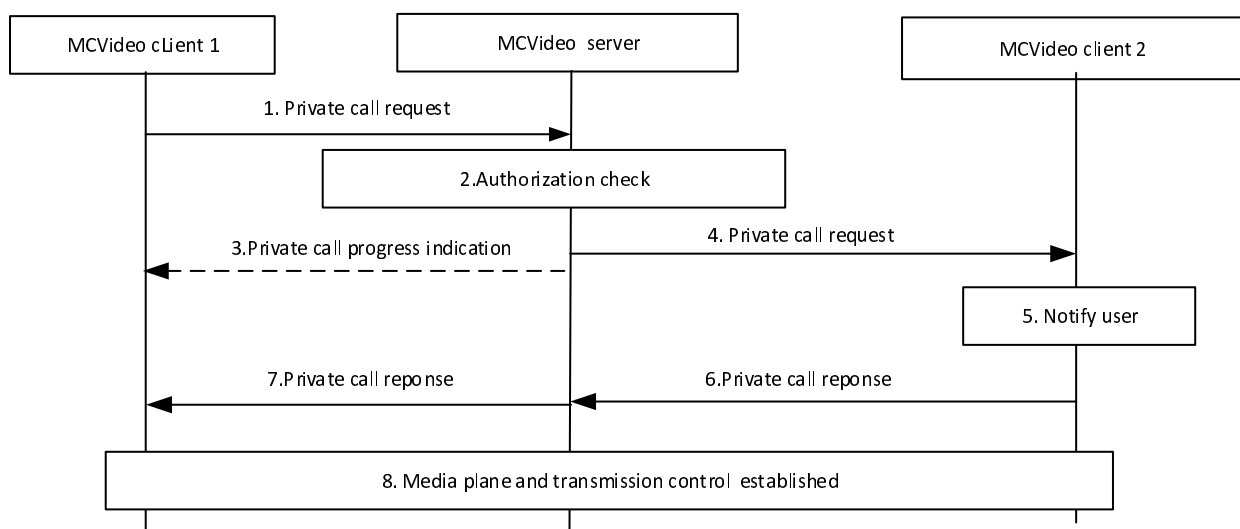 MCVideo cLient 1
MCVideo server
MCVideo client 2
1. Private call request
2.Authorization check
3.Private call progress indication
4. Private call request
5. Notify user
7.Private call reponse
6.Private call reponse
8. Media plane and transmission control established